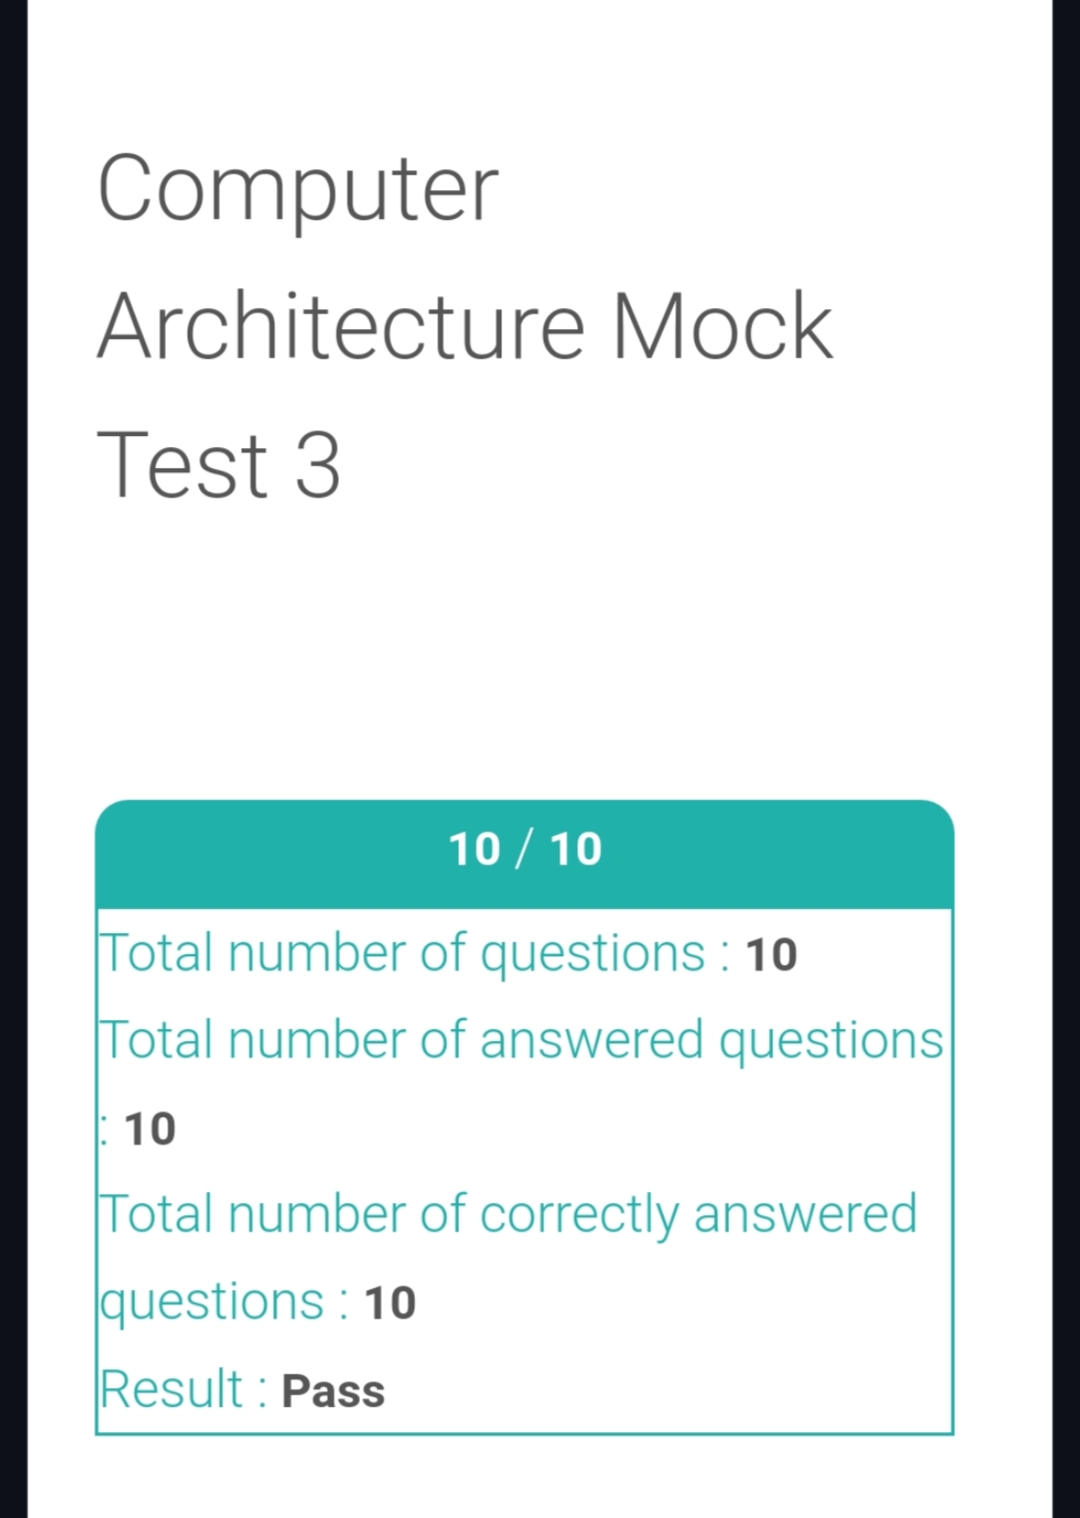 Computer
Architecture Mock
Test 3
10 / 10
Total number of questions : 10
Total number of answered questions
: 10
Total number of correctly answered
questions : 10
Result : Pass